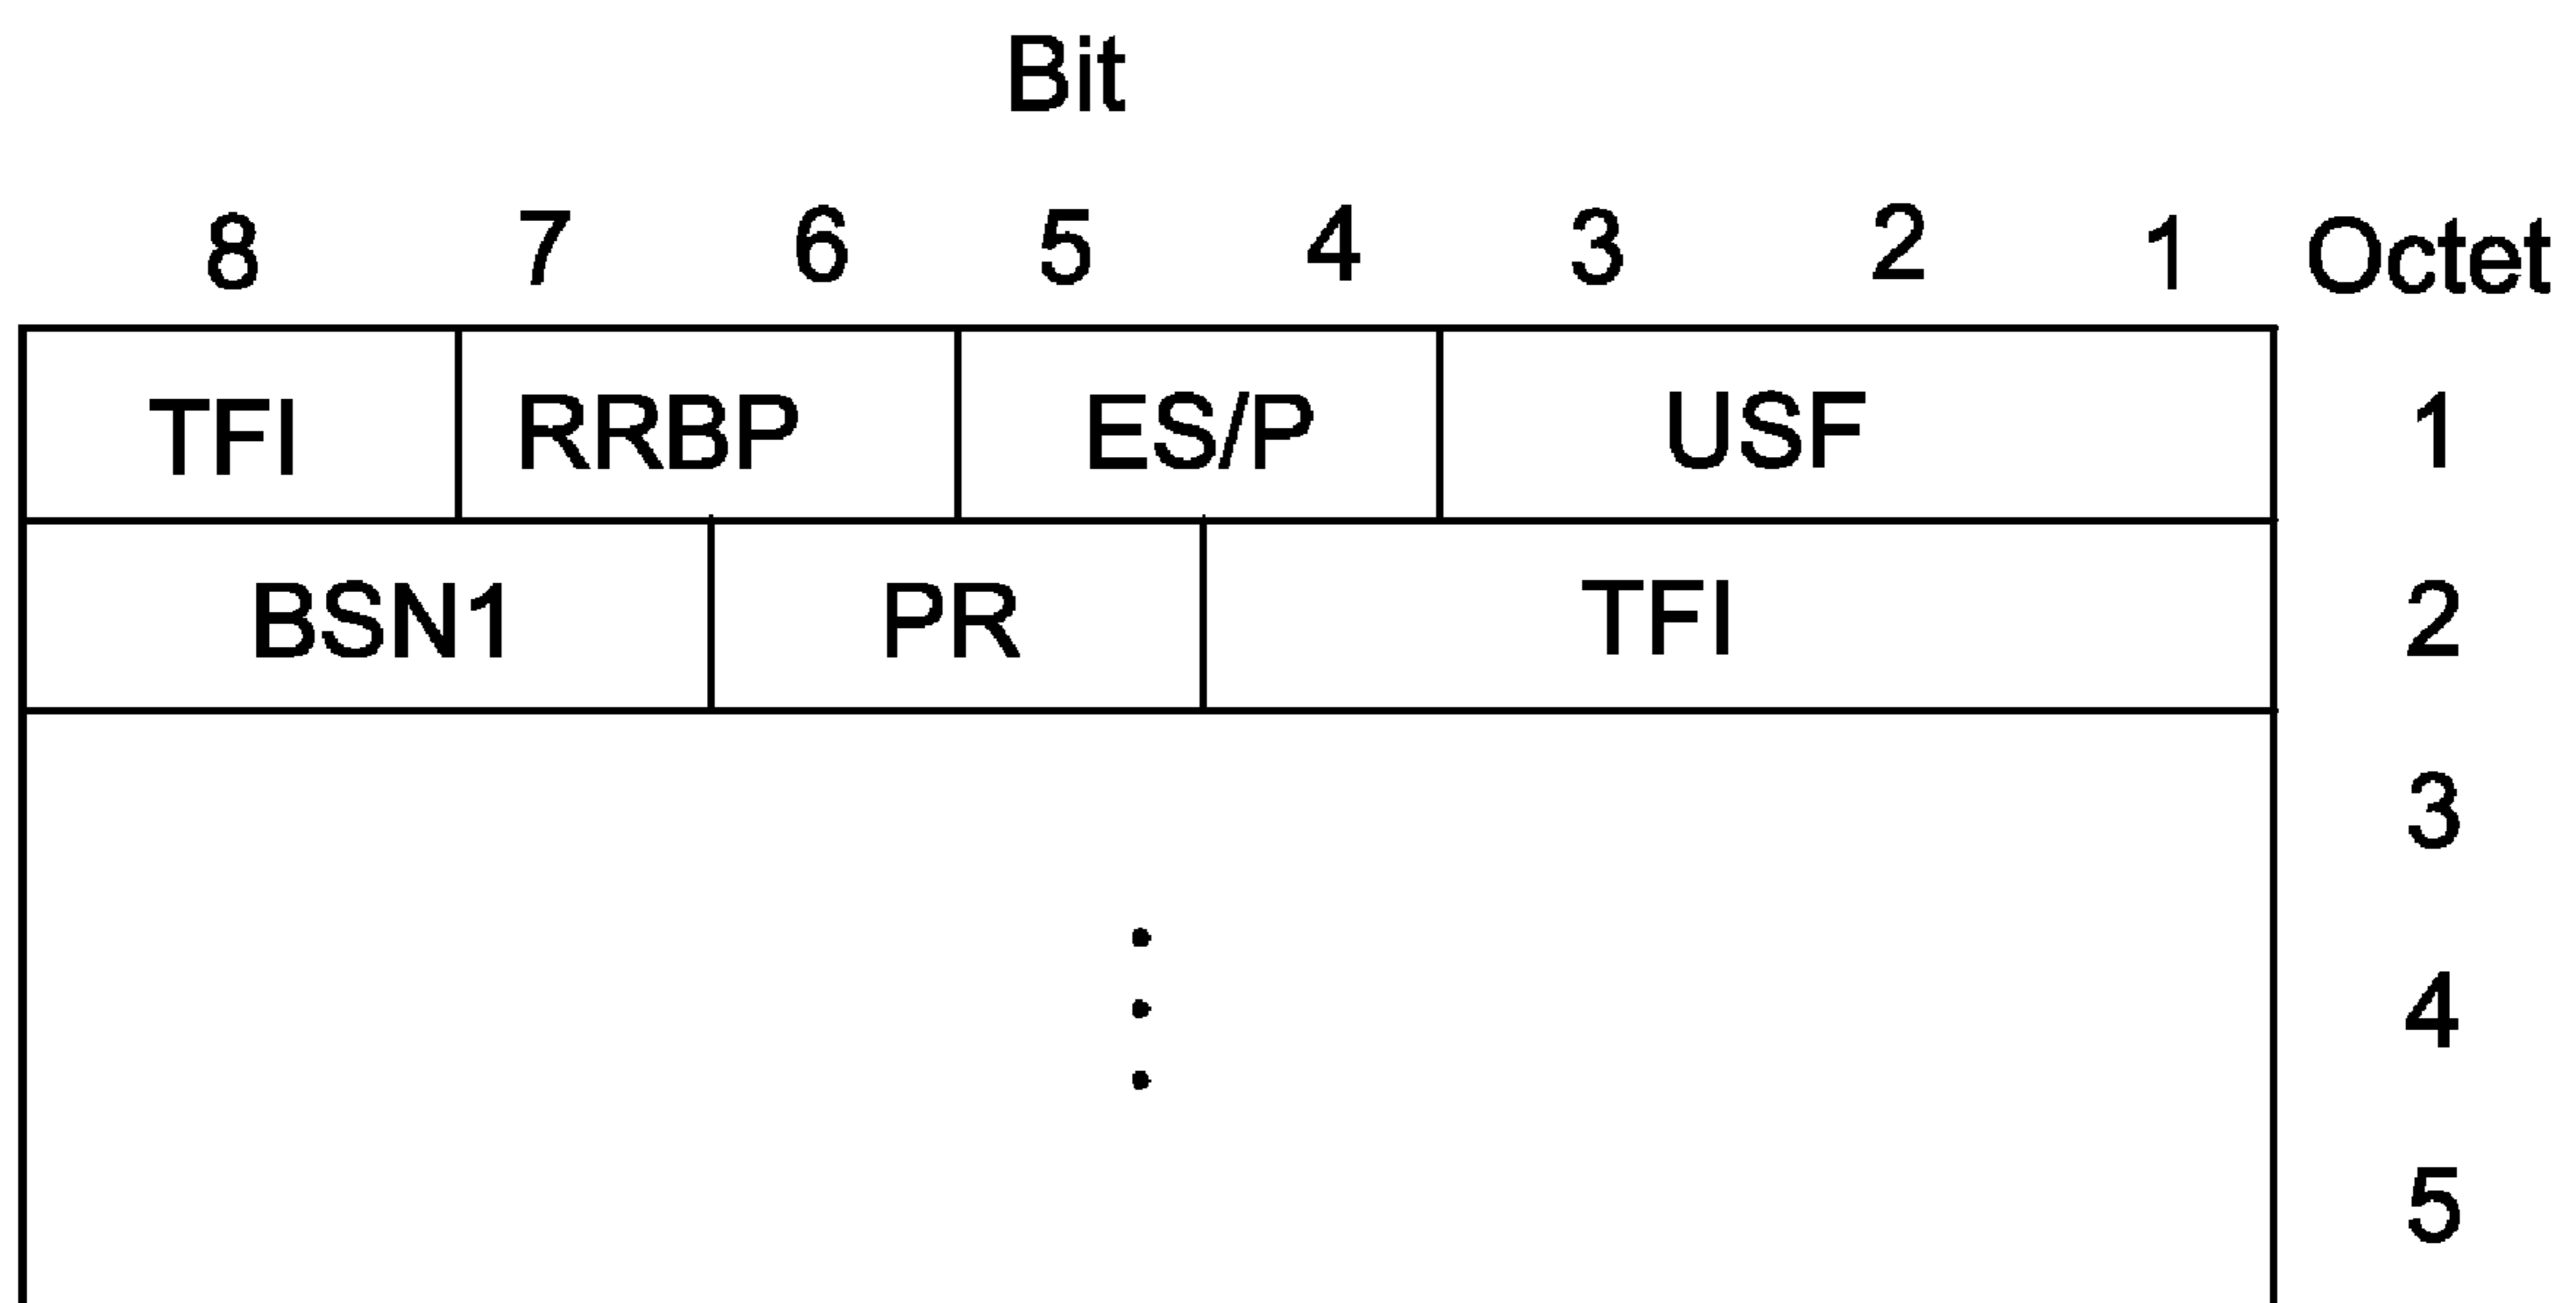 Bit
8 7 6 5 4 3 2 1 Octet
TFI RRBP ES/P USF 1
BSN1 PR TFI 2
3
4
5